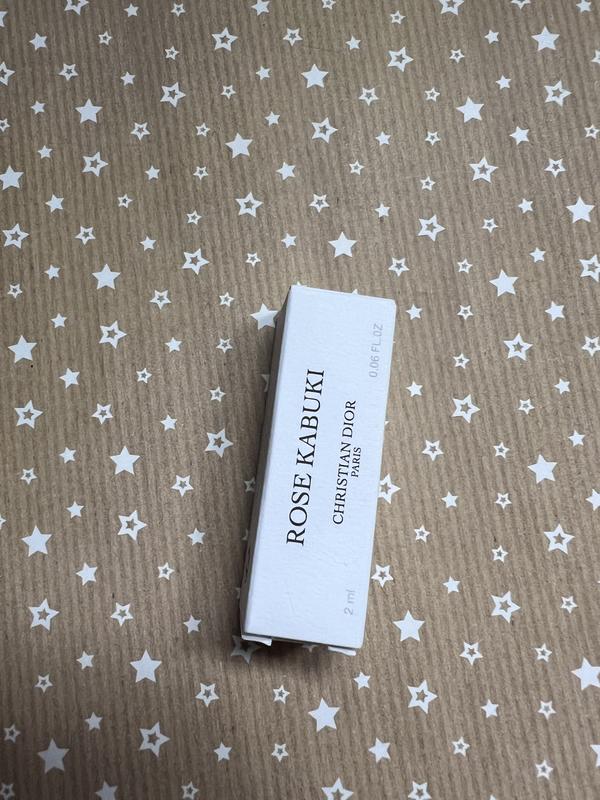 ROSE KABUKI
CHRISTIAN DIOR
PARIS
2 ml
0.06 FL.OZ